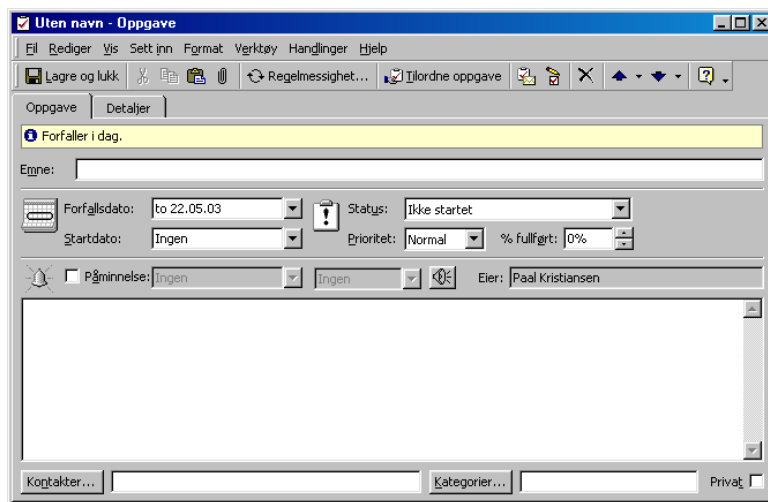 Uten navn - Oppgave
Fil Rediger Vis Sett inn Format Verktøy Handlinger Hjelp
Lagre og lukk Regelmessighet... Tilordne oppgave
Oppgave Detaljer
Forfaller i dag.
Emne:
Forfallsdato: to 22.05.03 Status: Ikke startet
Startdato: Ingen Prioritet: Normal % fullført: 0%
Påminnelse: Ingen Ingen Eier: Paal Kristiansen
Kontakter... Kategorier... Privat